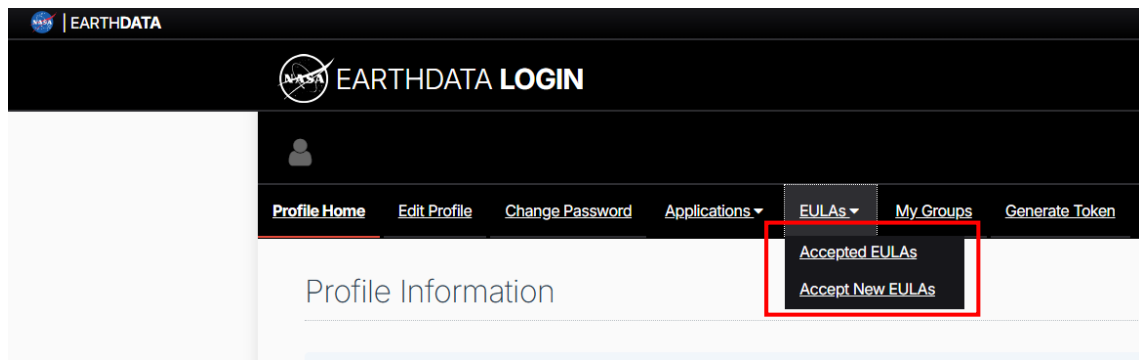 NASA | EARTHDATA
NASA EARTHDATA LOGIN
Profile Home Edit Profile Change Password Applications EULAs My Groups Generate Token
Accepted EULAs
Accept New EULAs
Profile Information